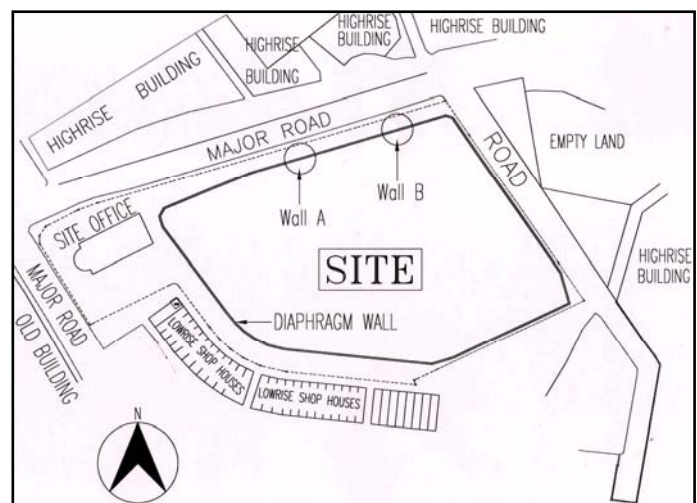 HIGHRISE BUILDING
HIGHRISE
BUILDING
HIGHRISE
BUILDING
HIGHRISE BUILDING
MAJOR ROAD
ROAD
EMPTY LAND
Wall A
Wall B
SITE OFFICE
SITE
HIGHRISE
BUILDING
MAJOR ROAD
OLD BUILDING
DIAPHRAGM WALL
LOWRISE SHOP HOUSES
LOWRISE SHOP HOUSES
N